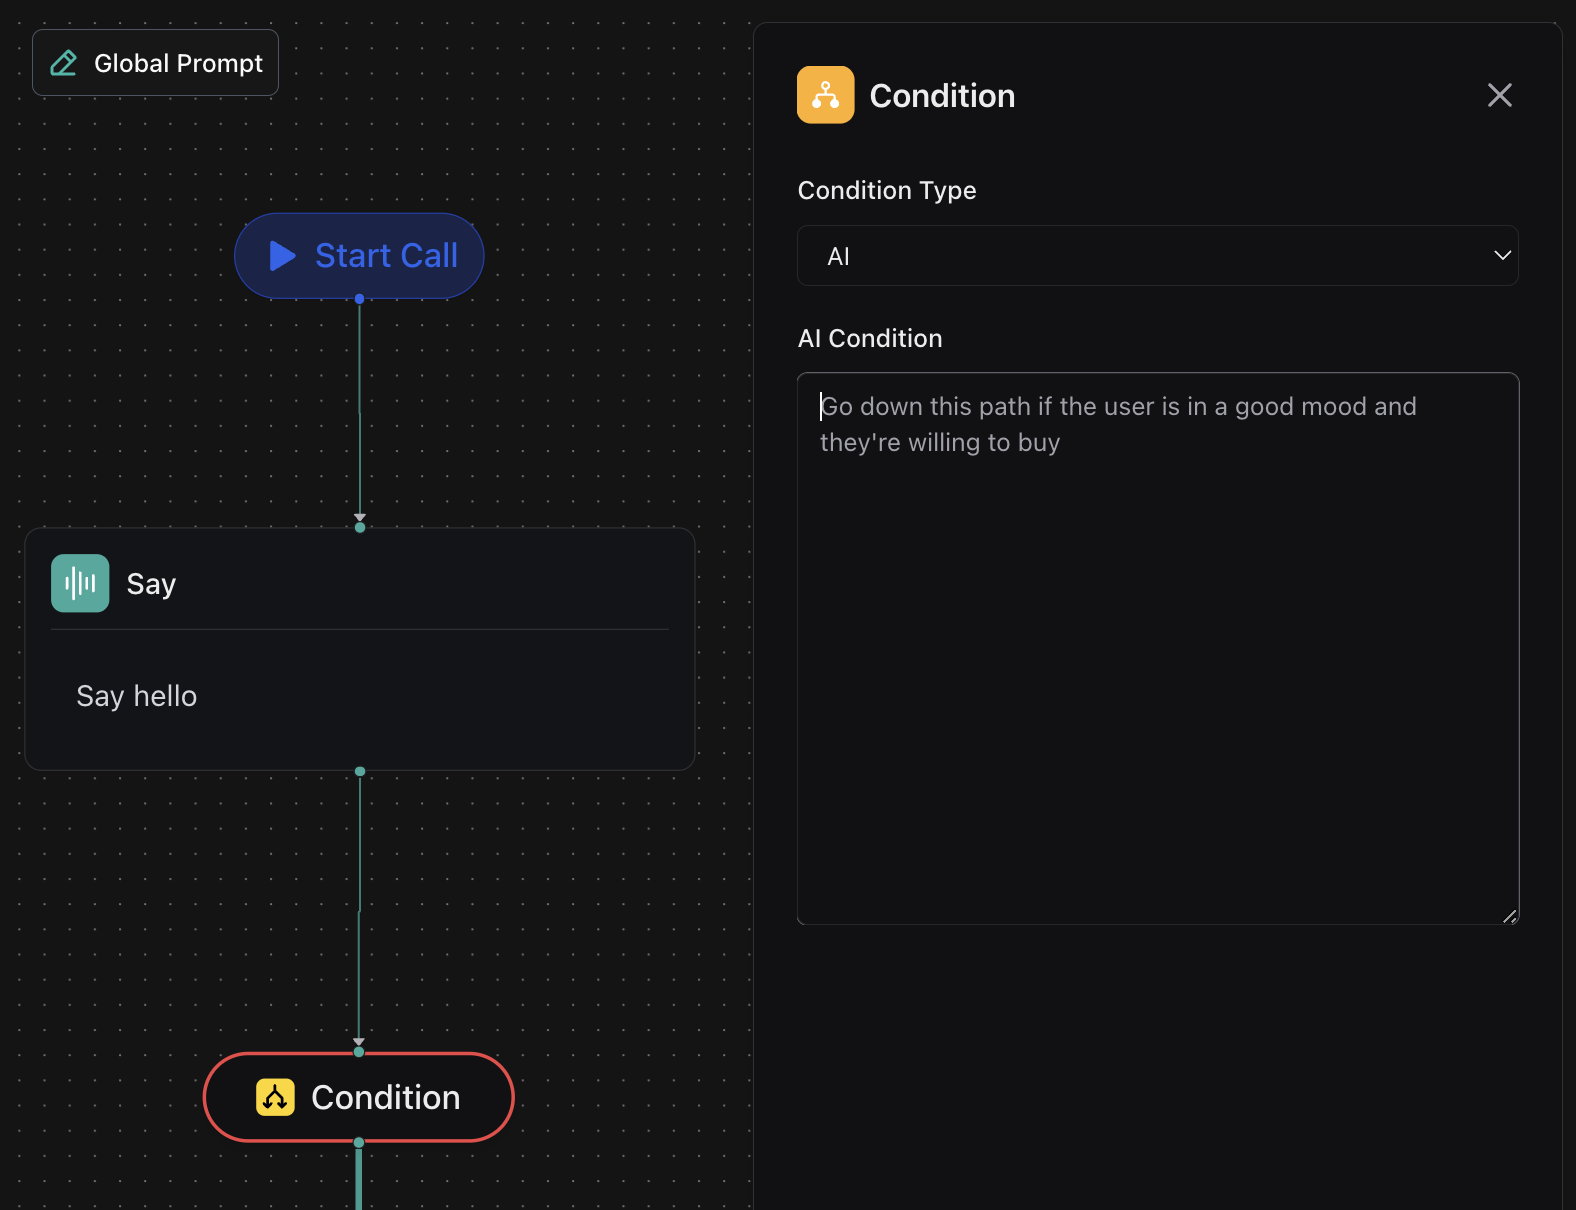 Global Prompt
Start Call
Say
Say hello
Condition
Condition
Condition Type
AI
AI Condition
Go down this path if the user is in a good mood and
they're willing to buy